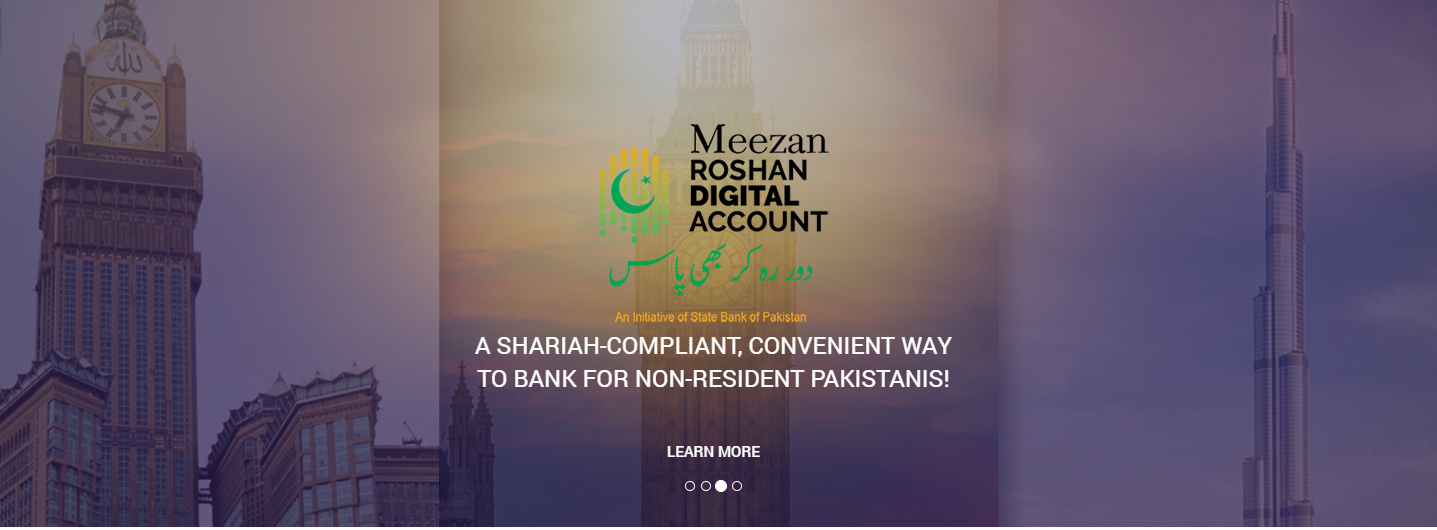 Meezan
ROSHAN
DIGITAL
ACCOUNT
دور رہ کر بھی پاس
An Initiative of State Bank of Pakistan
A SHARIAH-COMPLIANT, CONVENIENT WAY
TO BANK FOR NON-RESIDENT PAKISTANIS!
LEARN MORE
الله